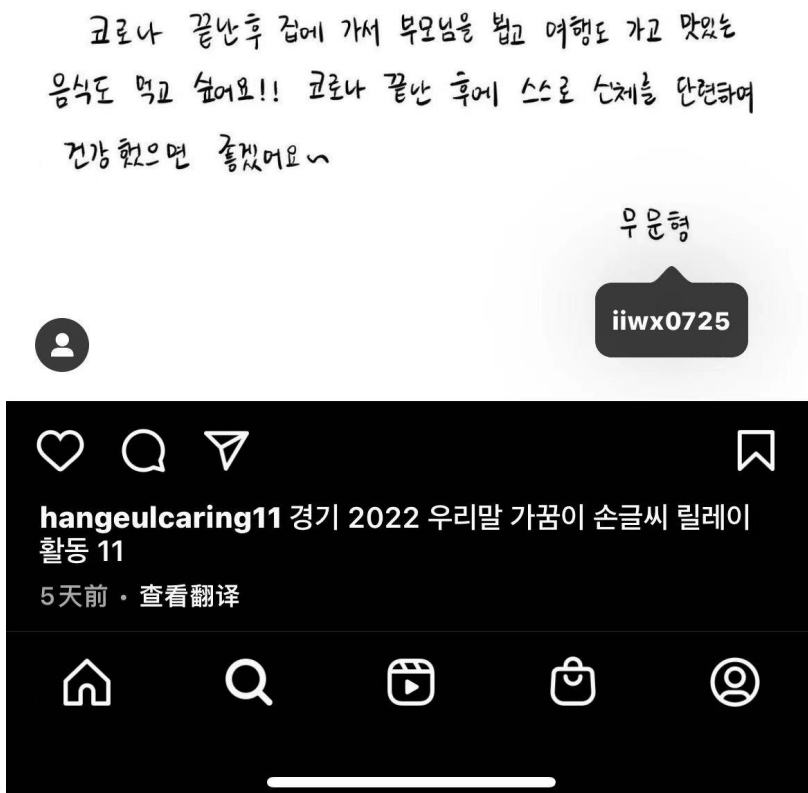 코로나 끝난후 집에 가서 부모님을 뵙고 여행도 가고 맛있는
음식도 먹고 싶어요!! 코로나 끝난 후에 스스로 신체를 단련하여
건강했으면 좋겠어요~
무운형
iiwx0725
hangeulcaring11 경기 2022 우리말 가꿈이 손글씨 릴레이
활동 11
5天前 · 查看翻译